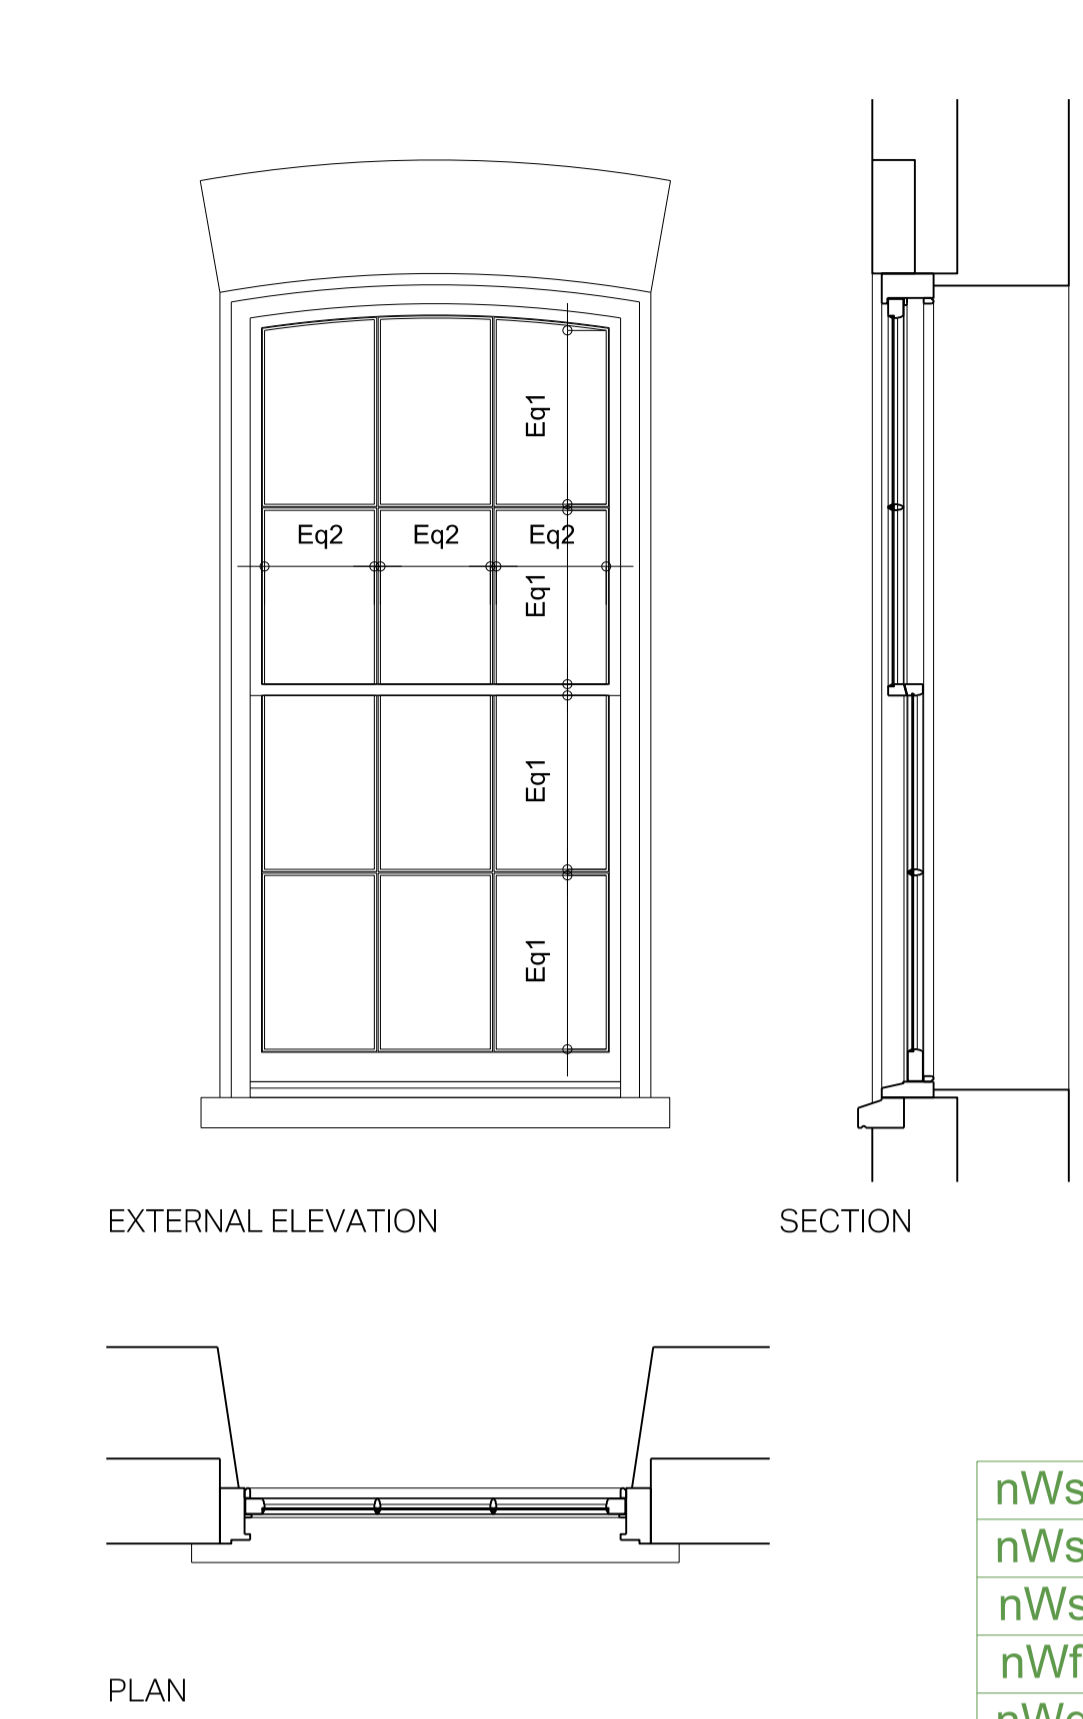 Eq1
Eq2 Eq2 Eq2
Eq1
Eq1
Eq1
EXTERNAL ELEVATION
SECTION
PLAN
nWs
nWs
nWs
nWf